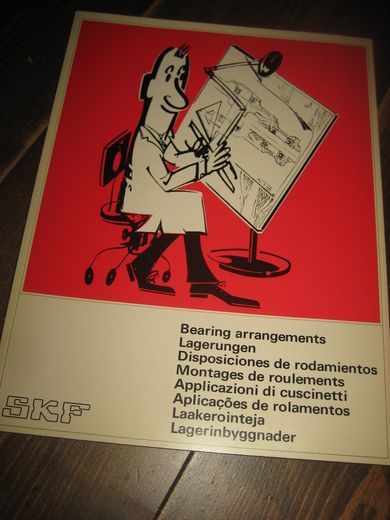 Bearing arrangements
Lagerungen
Disposiciones de rodamientos
Montages de roulements
Applicazioni di cuscinetti
Aplicações de rolamentos
Laakerointeja
Lagerinbyggnader
SKF